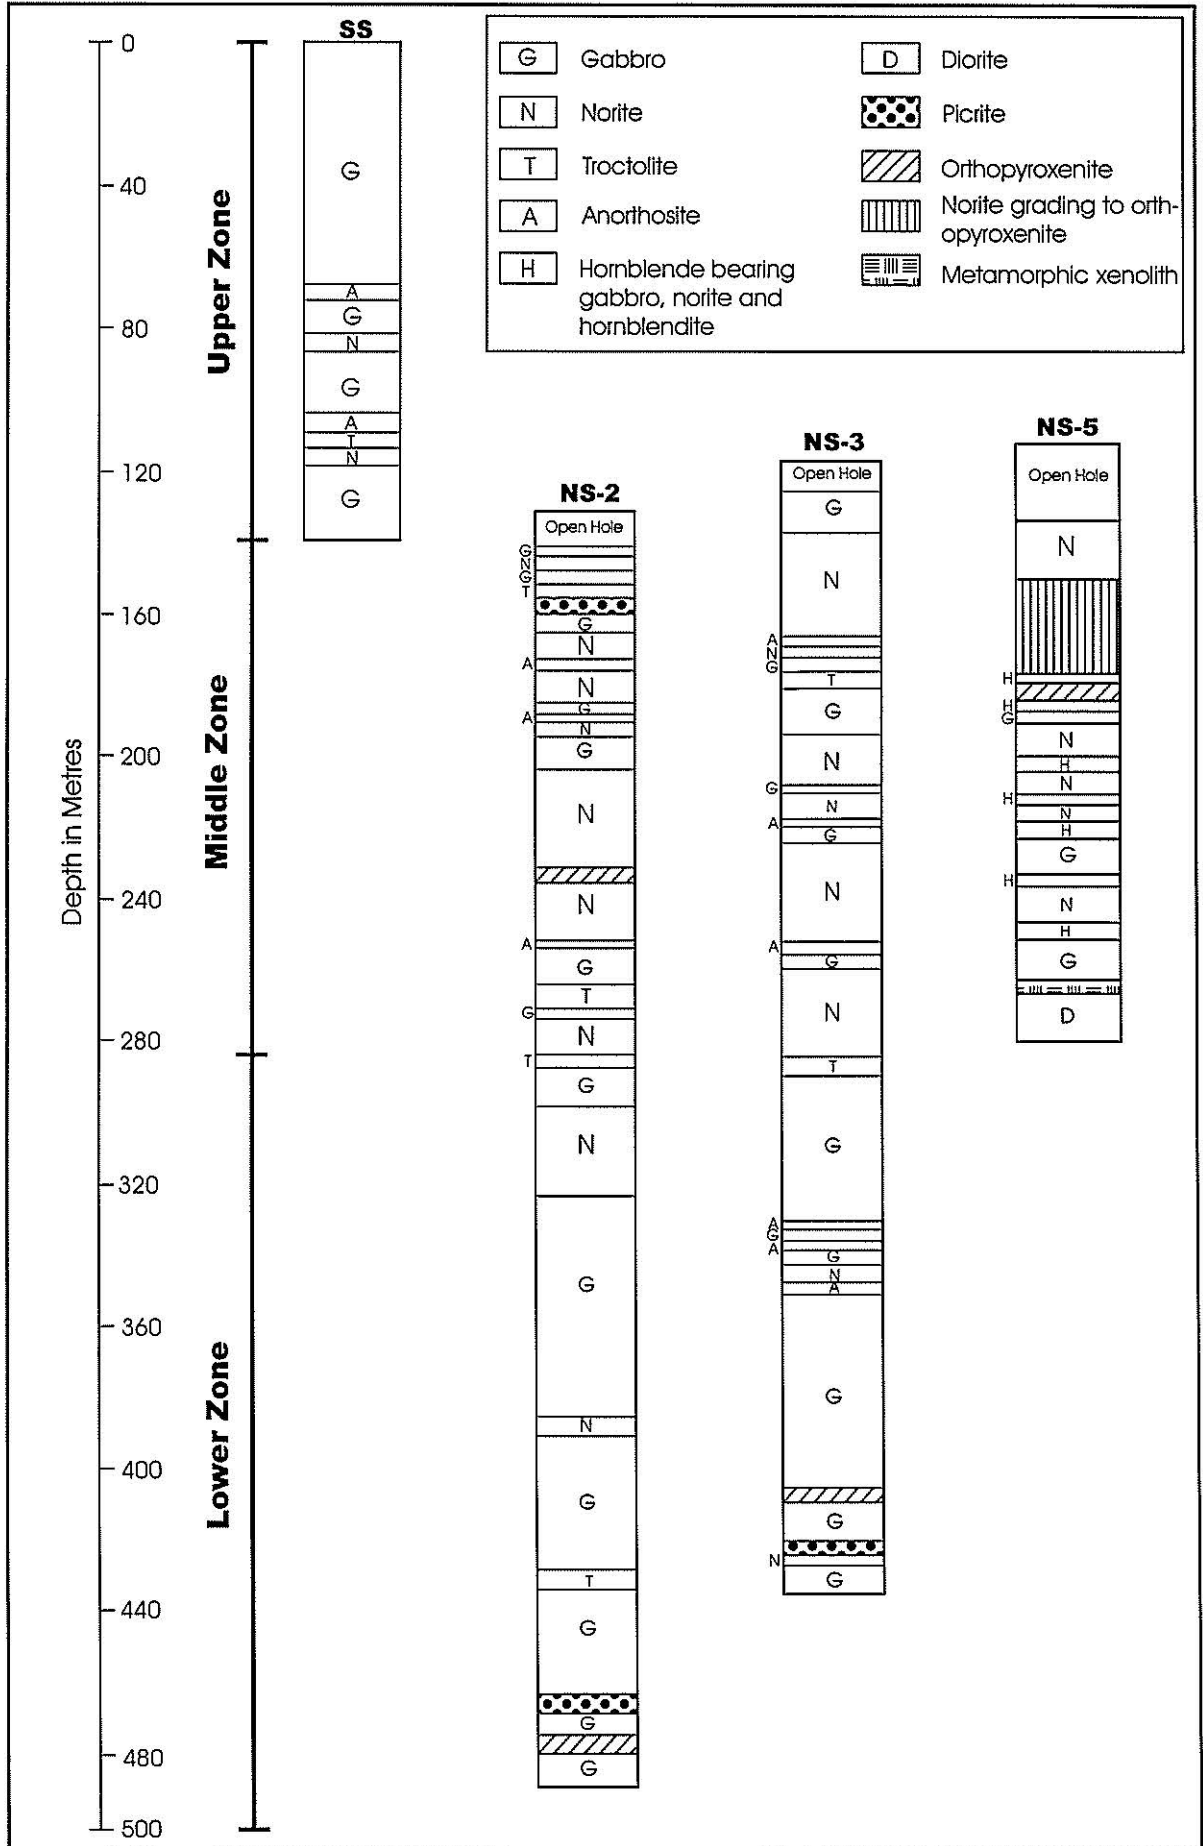 SS
0
40
80
120
160
200
240
280
320
360
400
440
480
500
Depth in Metres
Upper Zone
Middle Zone
Lower Zone
G Gabbro
N Norite
T Troctolite
A Anorthosite
H Hornblende bearing
gabbro, norite and
hornblendite
D Diorite
Picrite
Orthopyroxenite
Norite grading to orth-
opyroxenite
Metamorphic xenolith
G
A
G
N
G
A
T
N
G
NS-2
Open Hole
G
N
G
T
G
N
A
N
G
A
N
G
N
N
A
G
T
G
N
T
G
N
G
N
G
T
G
G
G
NS-3
Open Hole
G
N
A
N
G
T
G
N
G
N
A
G
N
A
G
N
T
G
A
G
A
G
N
A
G
G
N
G
NS-5
Open Hole
N
H
H
G
N
H
N
H
N
H
G
H
N
H
G
D